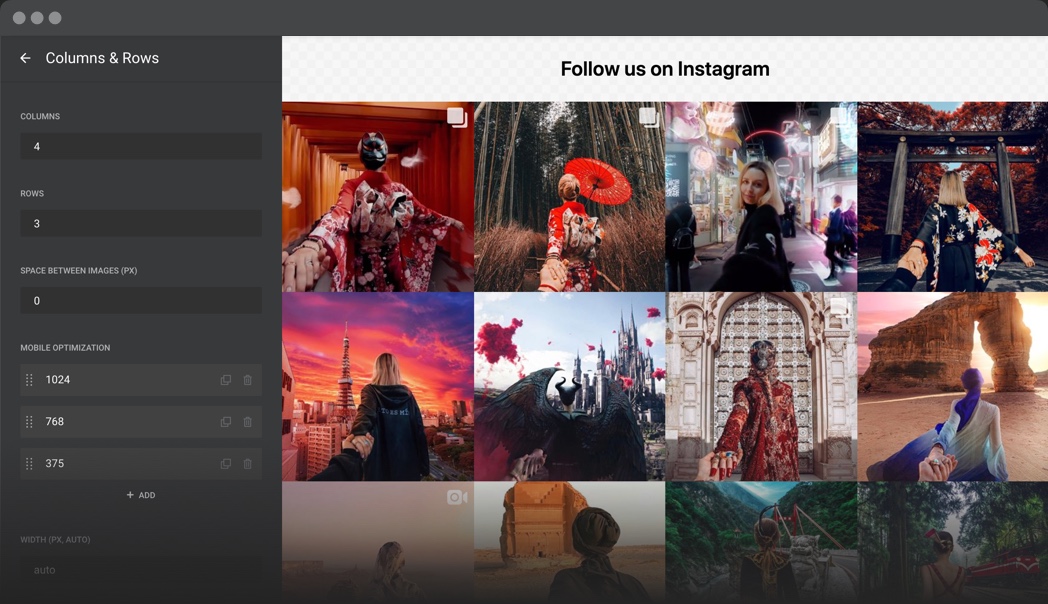 Columns & Rows
COLUMNS
4
ROWS
3
SPACE BETWEEN IMAGES (PX)
0
MOBILE OPTIMIZATION
1024
768
375
+ ADD
WIDTH (PX, AUTO)
auto
Follow us on Instagram